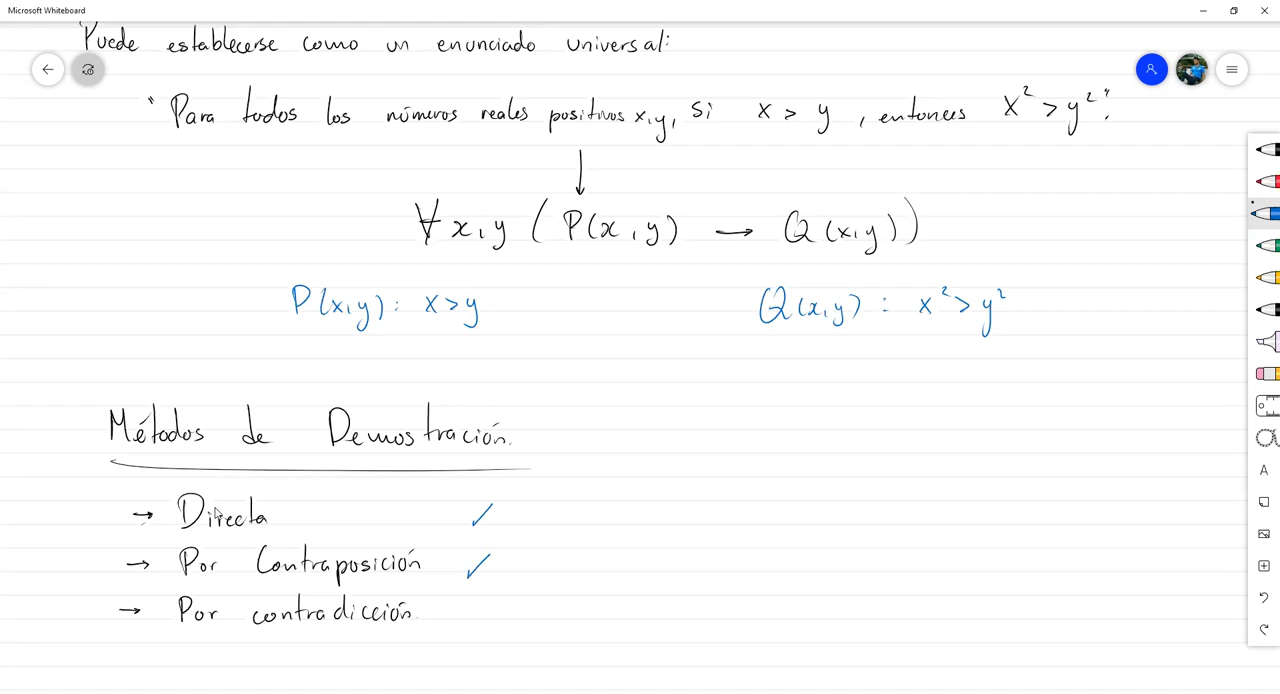 Microsoft Whiteboard
Puede establecerse como un enunciado universal:
"Para todos los números reales positivos x,y, si x > y, entonces x² > y²".
∀x,y (P(x,y) → Q(x,y))
P(x,y): x>y Q(x,y): x² > y²
Métodos de Demostración.
→ Directa ✓
→ Por Contraposición ✓
→ Por contradicción.
A